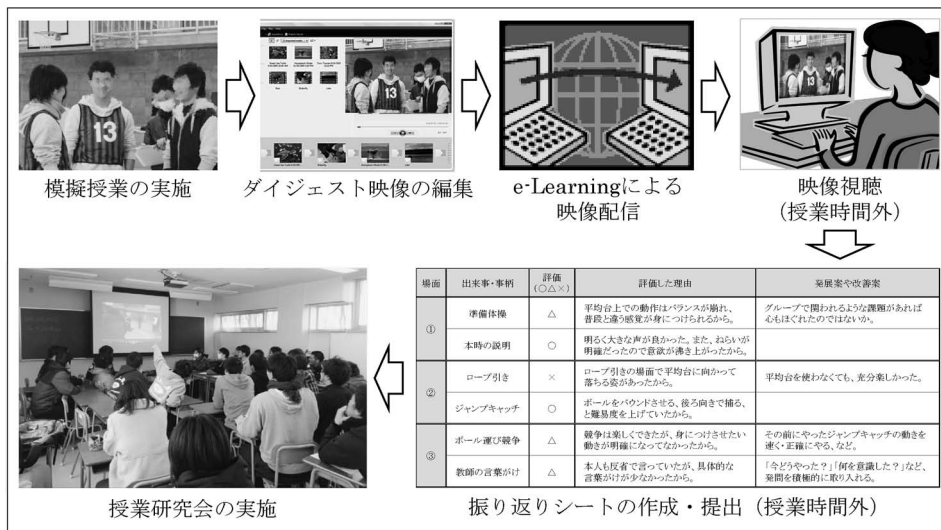 13
模擬授業の実施
ダイジェスト映像の編集
e-Learningによる
映像配信
映像視聴
(授業時間外)
場面
出来事・事柄
評価
(○△×)
評価した理由
発展案や改善案
①
準備体操
△
平均台上での動作はバランスが崩れ、
普段と違う感覚が身につけられるから。
グループで関われるような課題があれば
心もほぐれたのではないか。
本時の説明
○
明るく大きな声が良かった。また、ねらいが
明確だったので意欲が沸き上がったから。
②
ロープ引き
×
ロープ引きの場面で平均台に向かって
落ちる姿があったから。
平均台を使わなくても、充分楽しかった。
ジャンプキャッチ
○
ボールをバウンドさせる、後ろ向きで捕る、
と難易度を上げていたから。
③
ボール運び競争
△
競争は楽しくできたが、身につけさせたい
動きが明確になってなかったから。
その前にやったジャンプキャッチの動きを
速く・正確にやる、など。
教師の言葉がけ
△
本人も反省で言っていたが、具体的な
言葉がけが少なかったから。
「今どうやった?」「何を意識した?」など、
発問を積極的に取り入れる。
授業研究会の実施
振り返りシートの作成・提出(授業時間外)